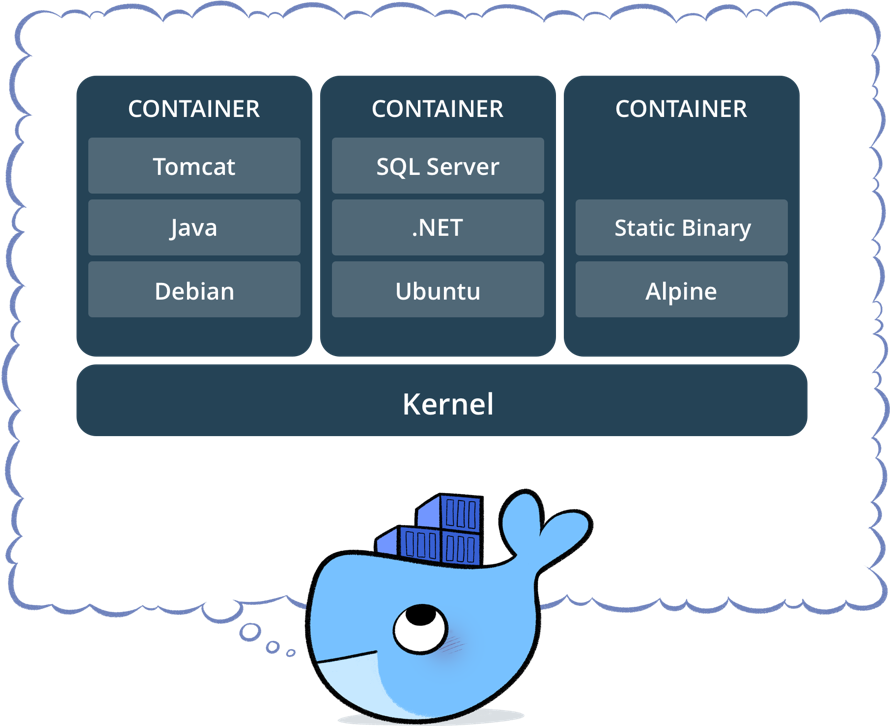 CONTAINER
Tomcat
Java
Debian
CONTAINER
SQL Server
.NET
Ubuntu
CONTAINER
Static Binary
Alpine
Kernel